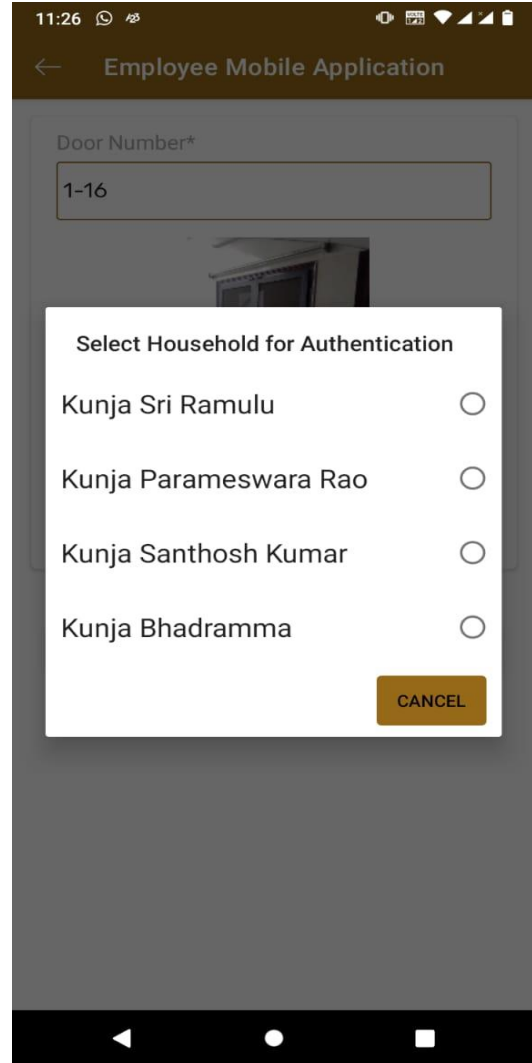 11:26
Employee Mobile Application
Door Number*
1-16
Select Household for Authentication
Kunja Sri Ramulu
Kunja Parameswara Rao
Kunja Santhosh Kumar
Kunja Bhadramma
CANCEL